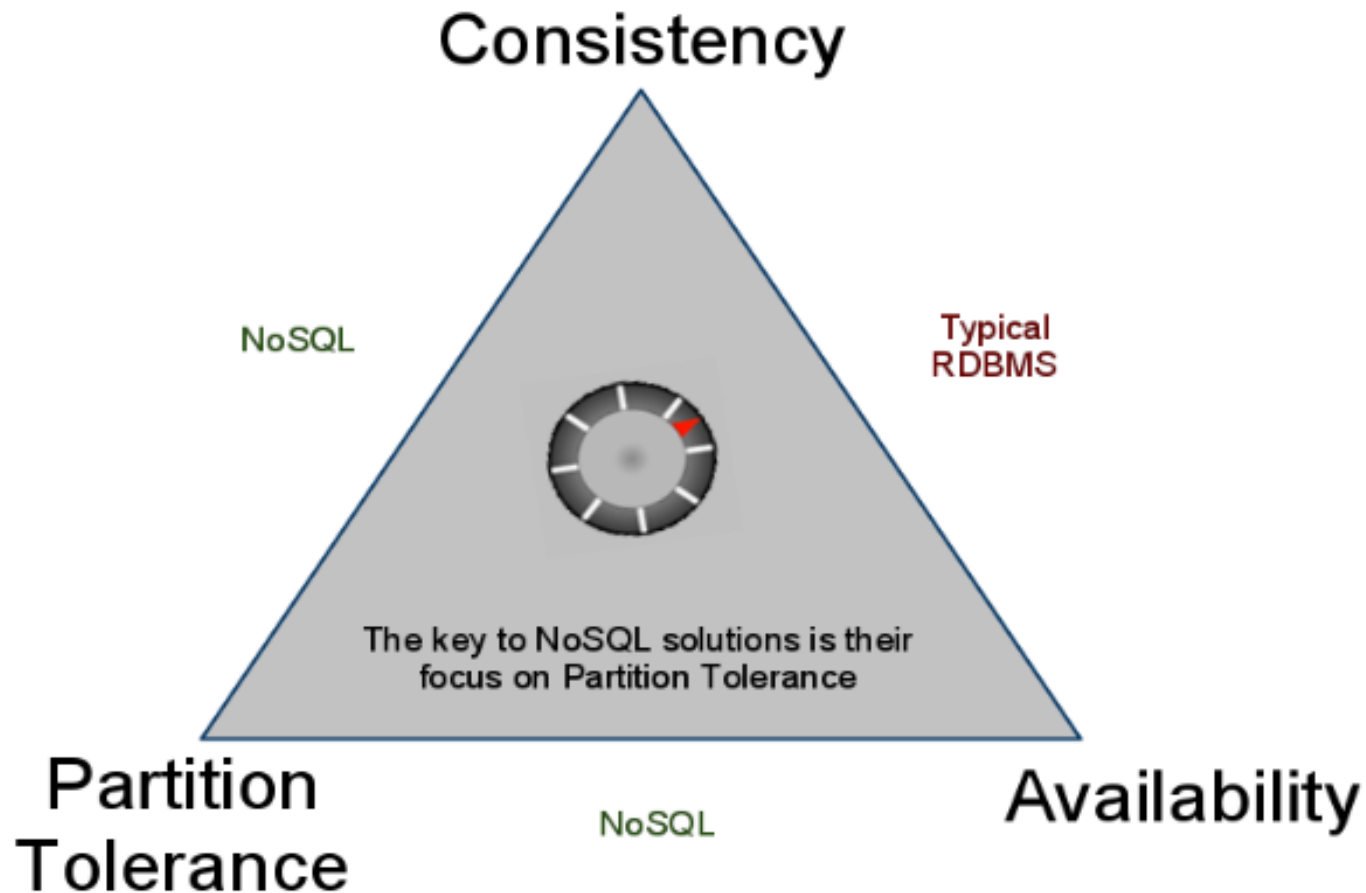 Consistency
NoSQL
Typical
RDBMS
The key to NoSQL solutions is their
focus on Partition Tolerance
Partition
Tolerance
NoSQL
Availability